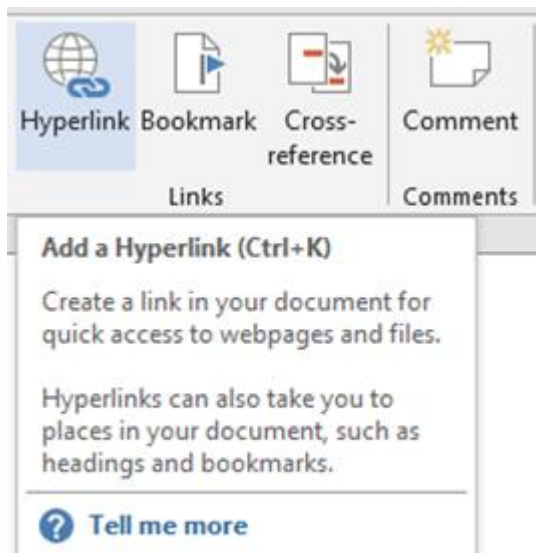 Hyperlink Bookmark Cross-
reference
Comment
Links
Comments
Add a Hyperlink (Ctrl+K)
Create a link in your document for
quick access to webpages and files.
Hyperlinks can also take you to
places in your document, such as
headings and bookmarks.
? Tell me more